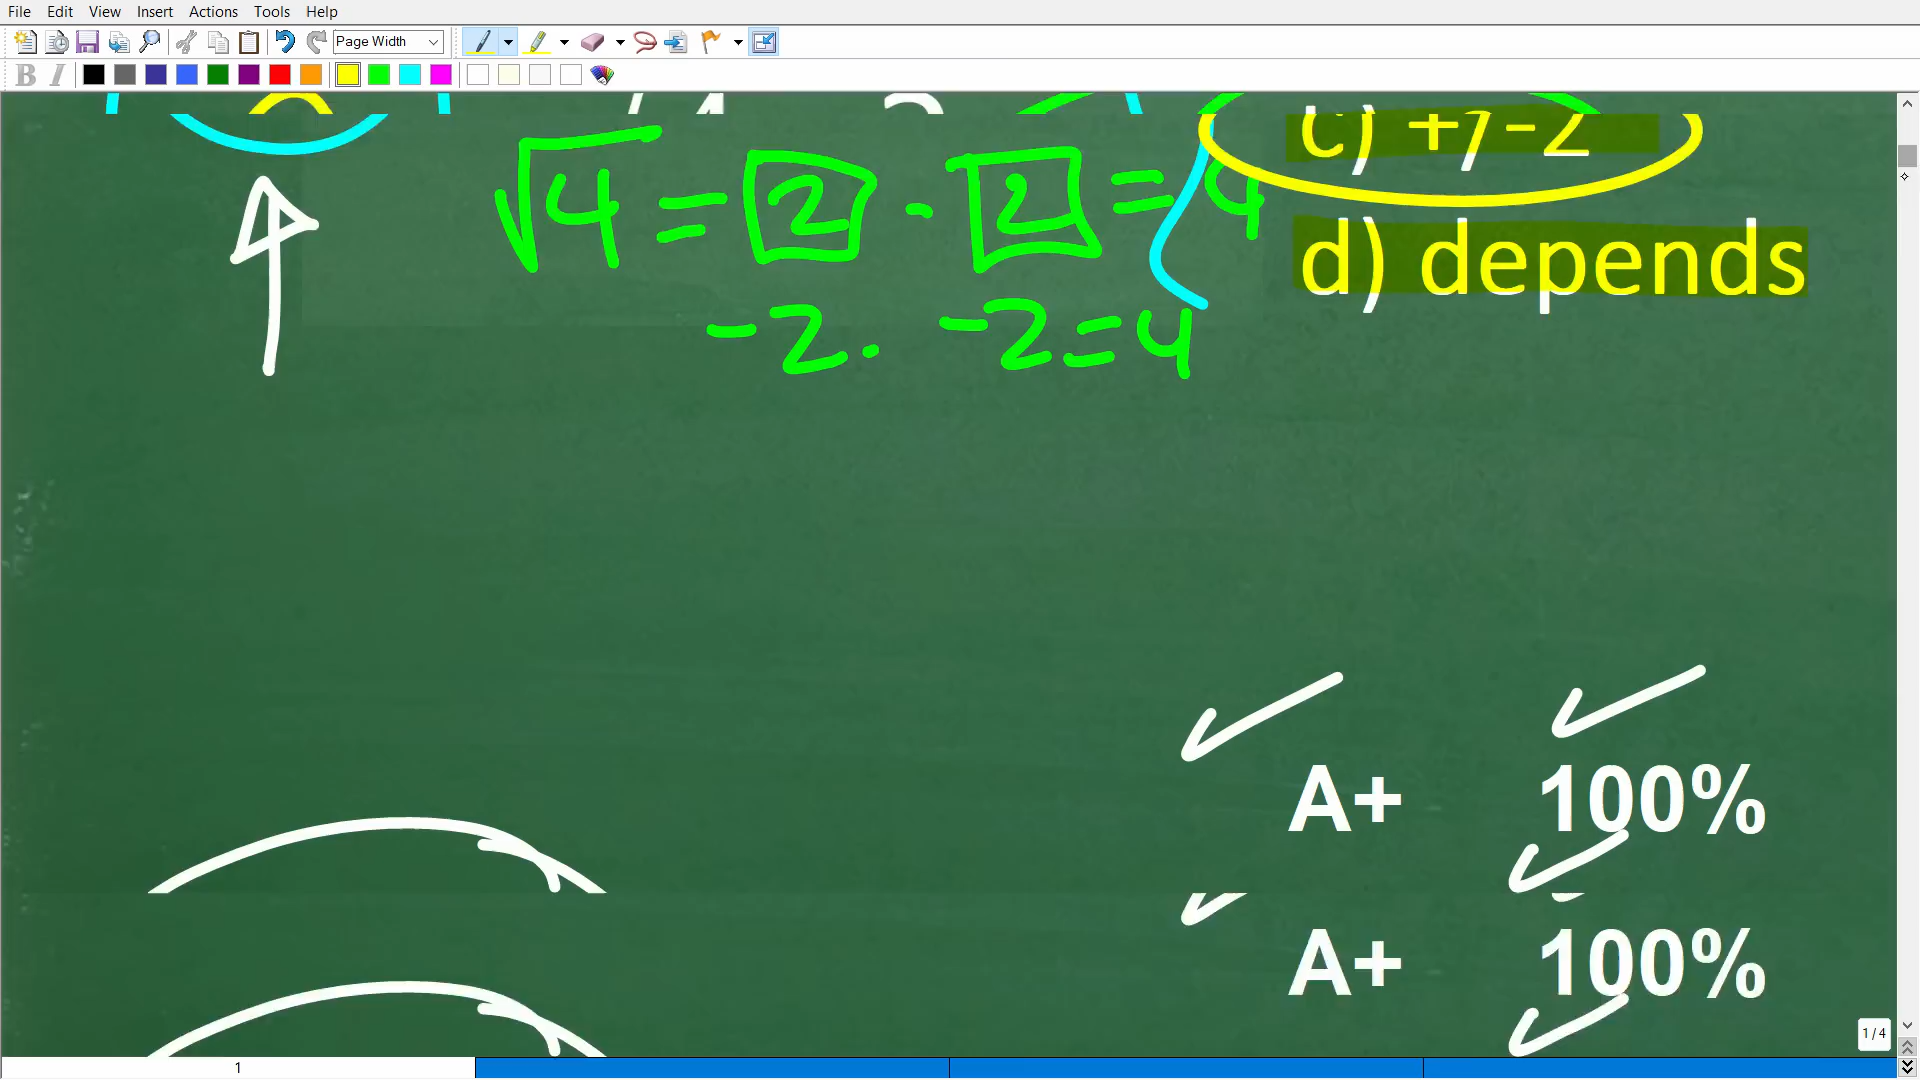 File Edit View Insert Actions Tools Help
Page Width
B I
c) +/-2
√4 = 2 · 2 = 4
d) depends
-2 · -2 = 4
A+ 100%
A+ 100%
1 / 4
1